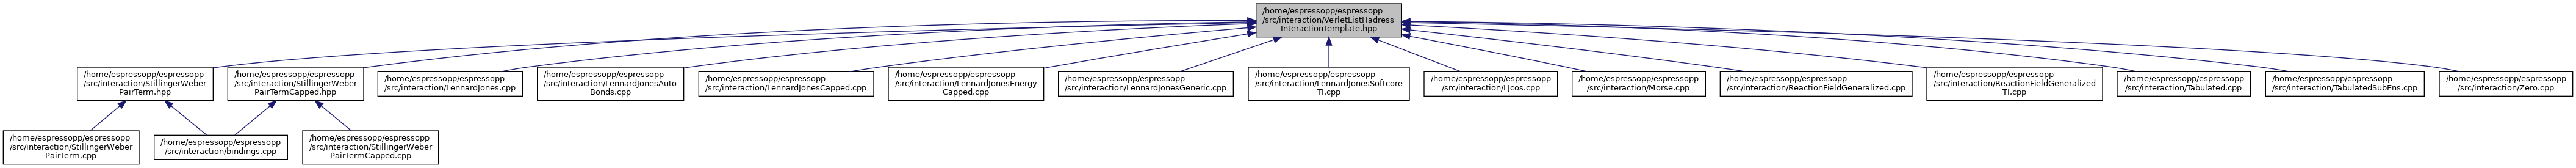 /home/espressopp/espressopp
/src/interaction/VerletListHadress
InteractionTemplate.hpp
/home/espressopp/espressopp
/src/interaction/StillingerWeber
PairTerm.hpp
/home/espressopp/espressopp
/src/interaction/StillingerWeber
PairTermCapped.hpp
/home/espressopp/espressopp
/src/interaction/LennardJones.cpp
/home/espressopp/espressopp
/src/interaction/LennardJonesAuto
Bonds.cpp
/home/espressopp/espressopp
/src/interaction/LennardJonesCapped.cpp
/home/espressopp/espressopp
/src/interaction/LennardJonesEnergy
Capped.cpp
/home/espressopp/espressopp
/src/interaction/LennardJonesGeneric.cpp
/home/espressopp/espressopp
/src/interaction/LennardJonesSoftcore
TI.cpp
/home/espressopp/espressopp
/src/interaction/LJcos.cpp
/home/espressopp/espressopp
/src/interaction/Morse.cpp
/home/espressopp/espressopp
/src/interaction/ReactionFieldGeneralized.cpp
/home/espressopp/espressopp
/src/interaction/ReactionFieldGeneralized
TI.cpp
/home/espressopp/espressopp
/src/interaction/Tabulated.cpp
/home/espressopp/espressopp
/src/interaction/TabulatedSubEns.cpp
/home/espressopp/espressopp
/src/interaction/Zero.cpp
/home/espressopp/espressopp
/src/interaction/StillingerWeber
PairTerm.cpp
/home/espressopp/espressopp
/src/interaction/bindings.cpp
/home/espressopp/espressopp
/src/interaction/StillingerWeber
PairTermCapped.cpp